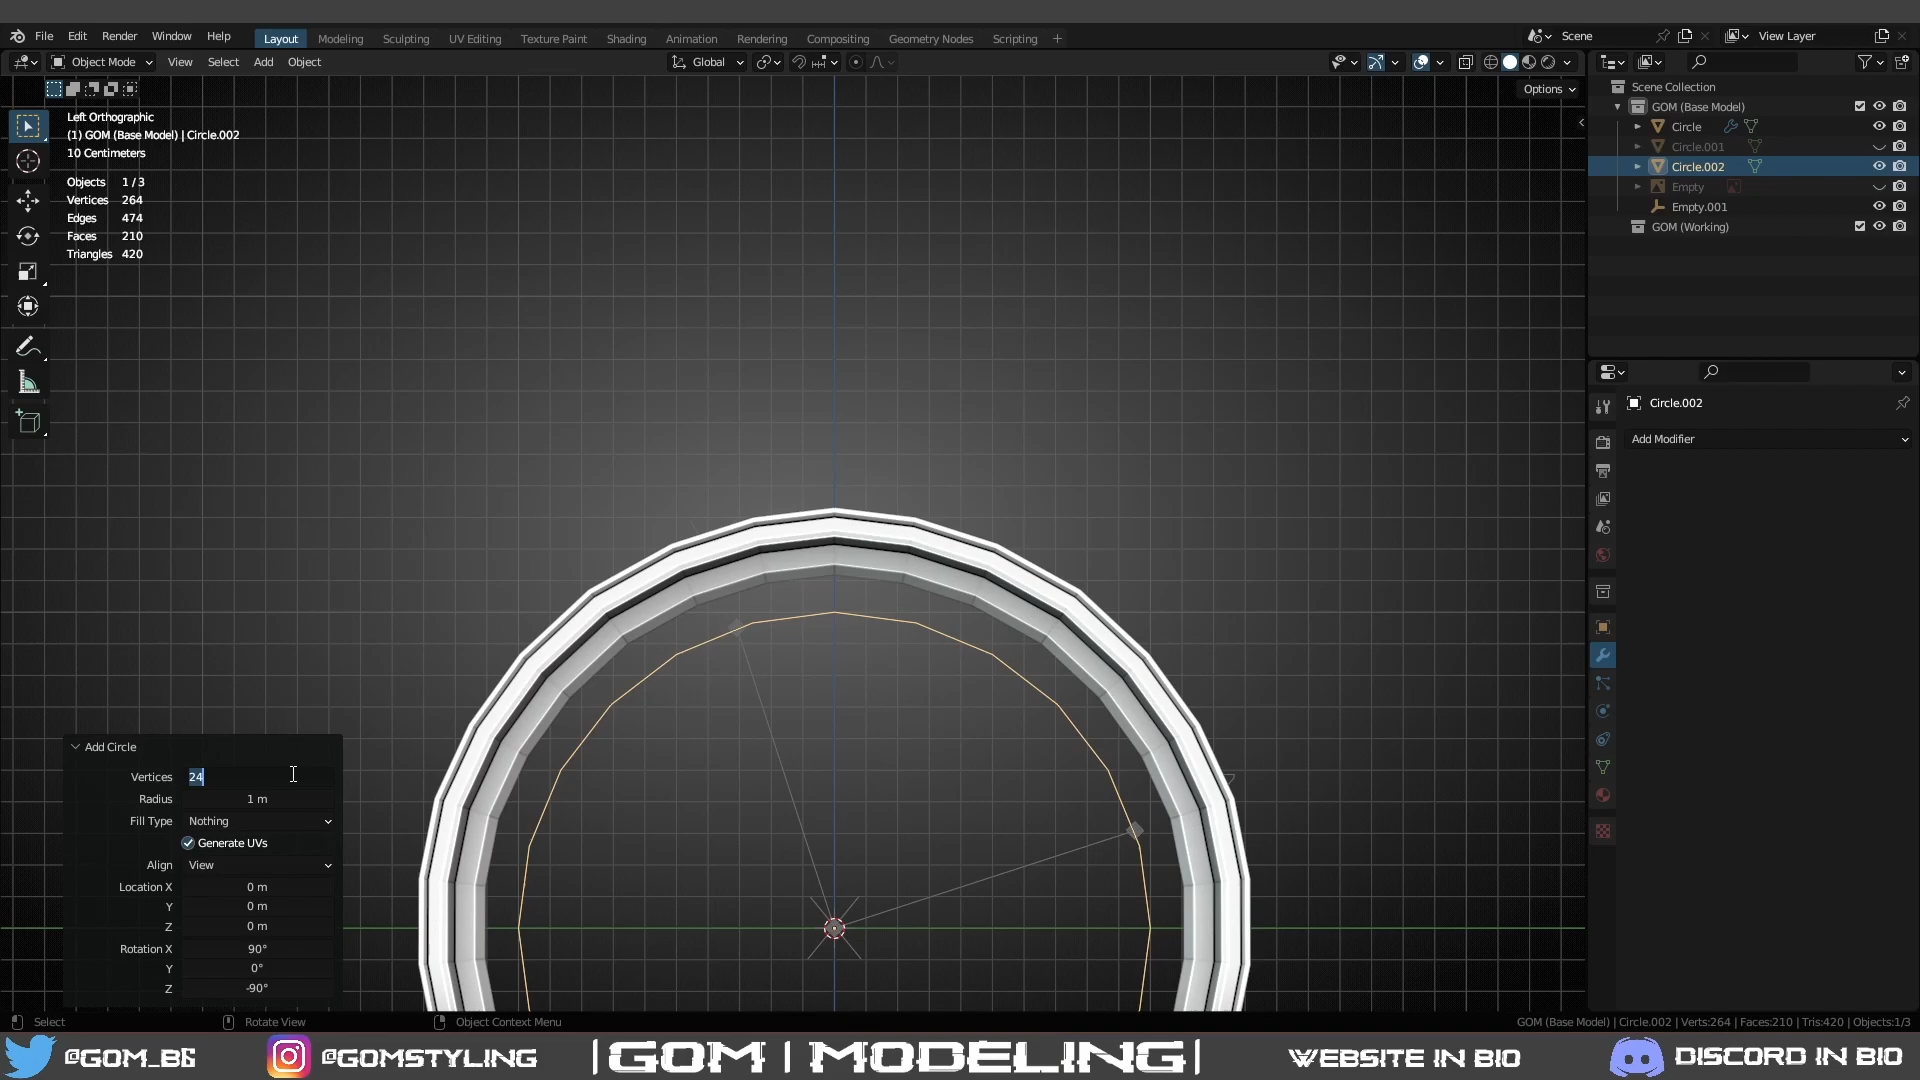 File Edit Render Window Help Layout Modeling Sculpting UV Editing Texture Paint Shading Animation Rendering Compositing Geometry Nodes Scripting + Scene View Layer
Object Mode View Select Add Object Global
Options
Left Orthographic
(1) GOM (Base Model) | Circle.002
10 Centimeters
Objects 1/3
Vertices 264
Edges 474
Faces 210
Triangles 420
Scene Collection
GOM (Base Model)
Circle
Circle.001
Circle.002
Empty
Empty.001
GOM (Working)
Circle.002
Add Modifier
Add Circle
Vertices 24
Radius 1 m
Fill Type Nothing
Generate UVs
Align View
Location X 0 m
Y 0 m
Z 0 m
Rotation X 90°
Y 0°
Z -90°
Select Rotate View Object Context Menu GOM (Base Model) | Circle.002 | Verts:264 | Faces:210 | Tris:420 | Objects:1/3
@GOM_B6 @GOMSTYLING |GOM | MODELING| WEBSITE IN BIO DISCORD IN BIO